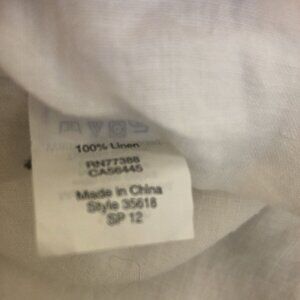 100% Linen
RN77388
CA56445
Made in China
Style 35618
SP 12